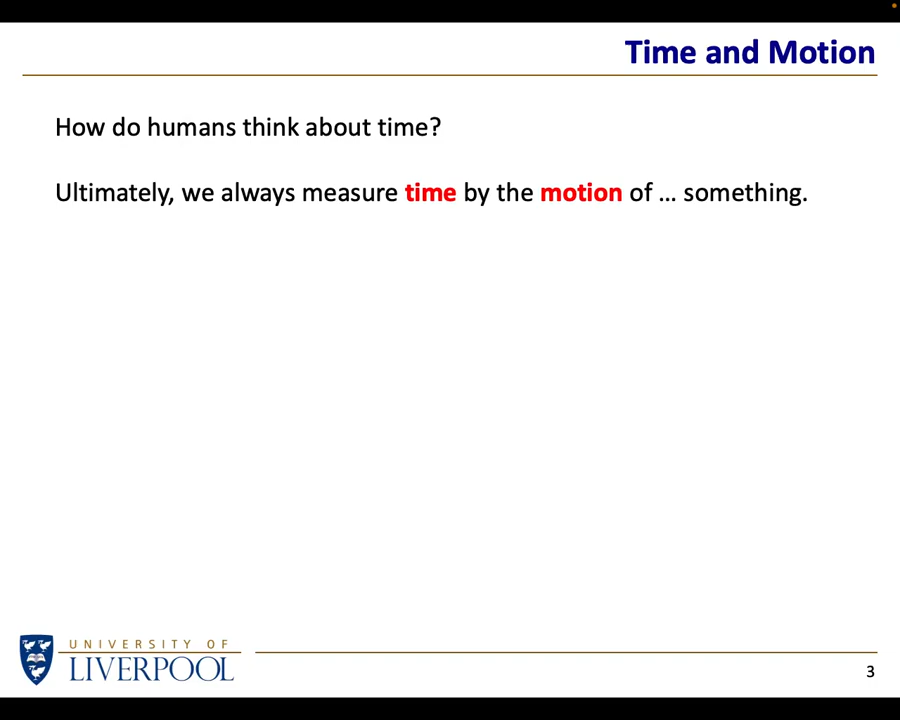 Time and Motion
How do humans think about time?
Ultimately, we always measure time by the motion of … something.
UNIVERSITY OF
LIVERPOOL
3